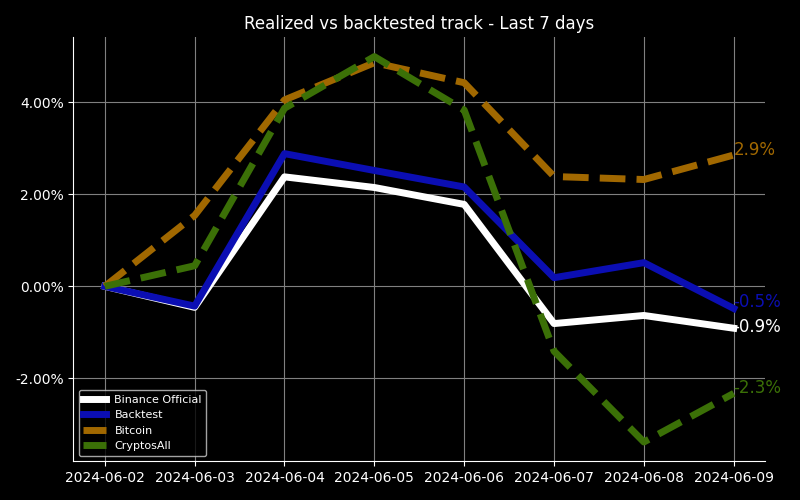 Realized vs backtested track - Last 7 days
4.00%
2.00%
0.00%
-2.00%
2.9%
-0.5%
-0.9%
-2.3%
Binance Official
Backtest
Bitcoin
CryptosAll
2024-06-02 2024-06-03 2024-06-04 2024-06-05 2024-06-06 2024-06-07 2024-06-08 2024-06-09